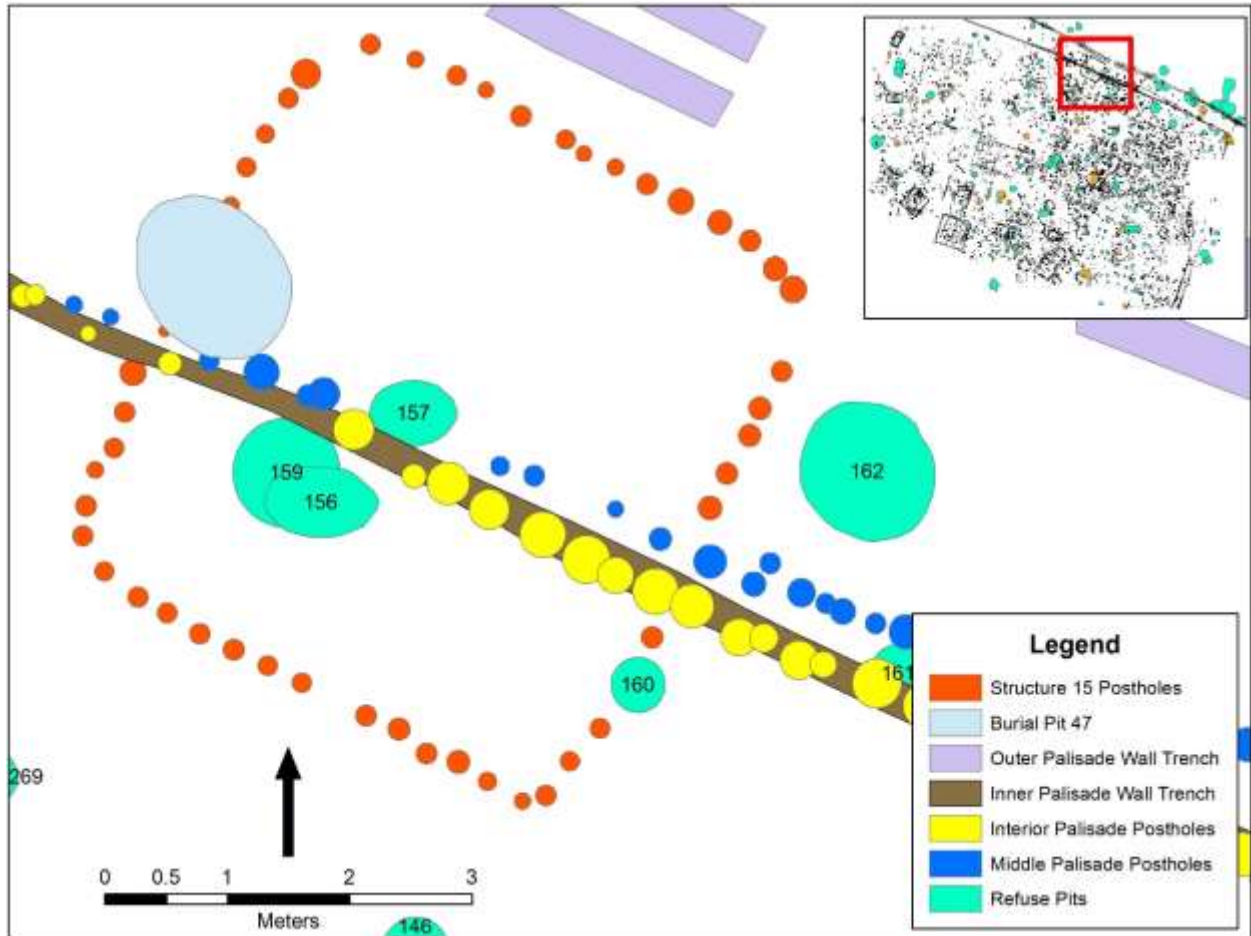 157
159
162
156
160
161
269
146
0 0.5 1 2 3
Meters
Legend
Structure 15 Postholes
Burial Pit 47
Outer Palisade Wall Trench
Inner Palisade Wall Trench
Interior Palisade Postholes
Middle Palisade Postholes
Refuse Pits